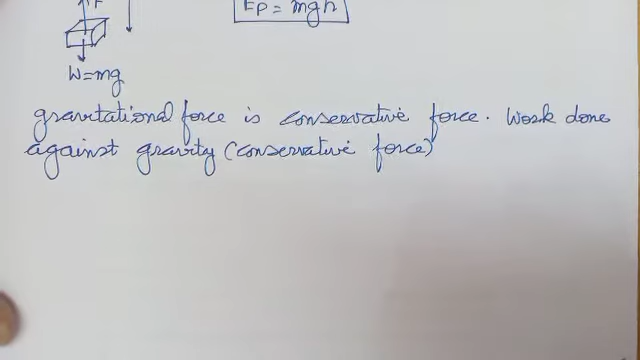 F
Ep = mgh
W=mg
gravitational force is conservative force. Work done
against gravity (conservative force)